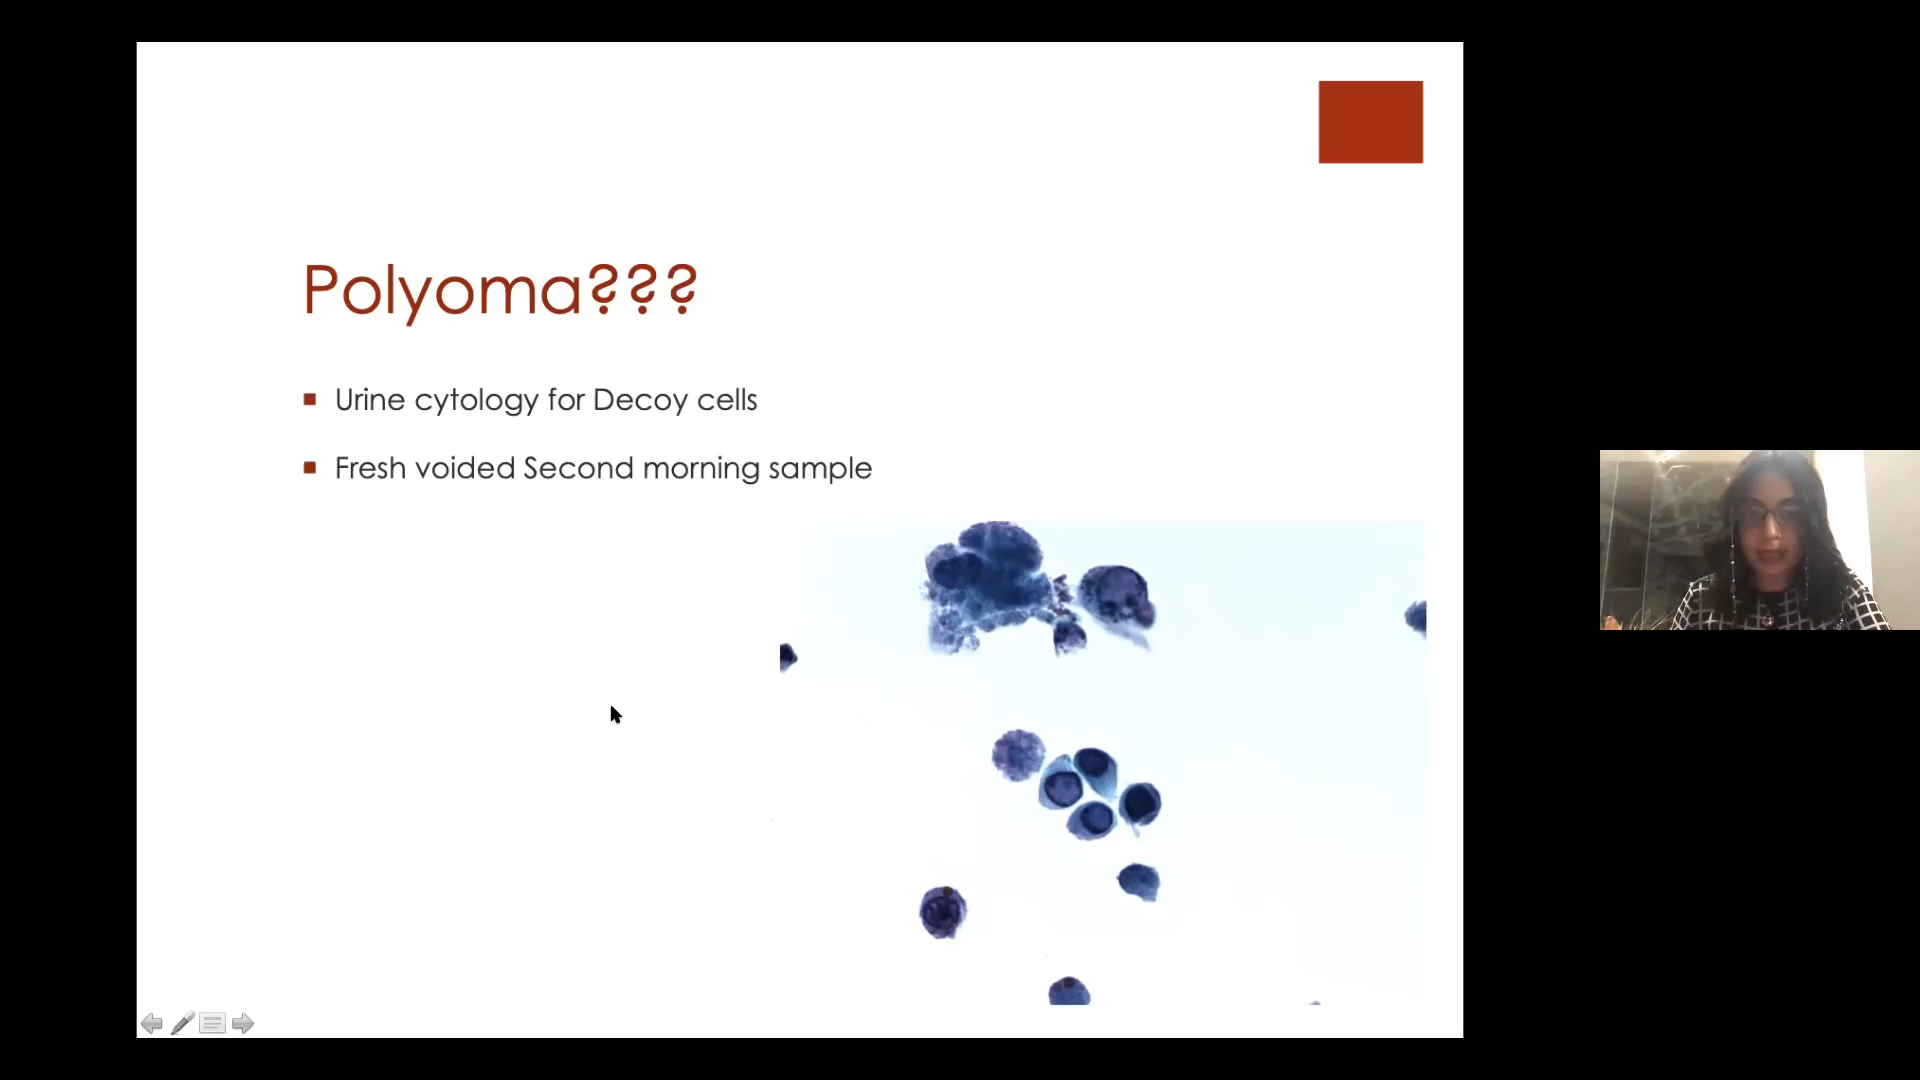 Polyoma???
Urine cytology for Decoy cells
Fresh voided Second morning sample